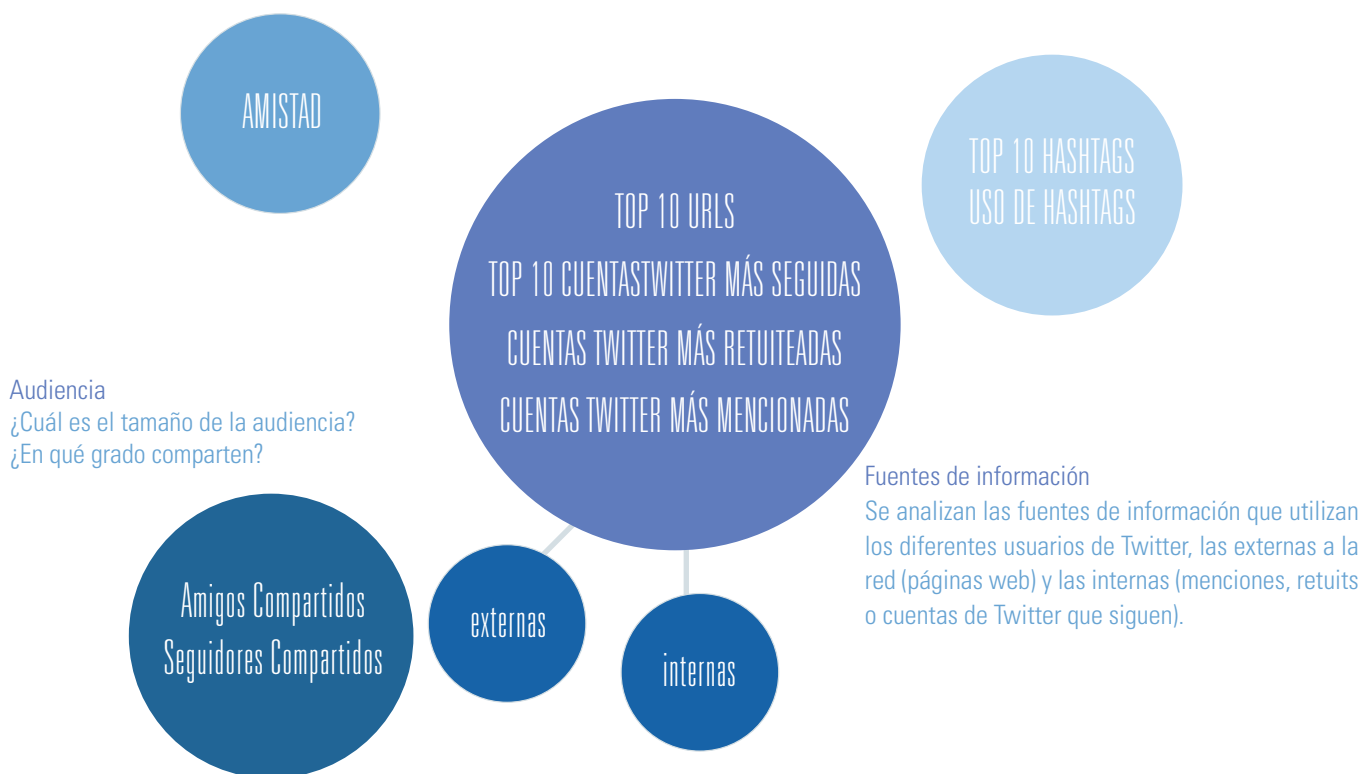 AMISTAD
TOP 10 HASHTAGS
USO DE HASHTAGS
TOP 10 URLS
TOP 10 CUENTASTWITTER MÁS SEGUIDAS
CUENTAS TWITTER MÁS RETUITEADAS
CUENTAS TWITTER MÁS MENCIONADAS
Audiencia
¿Cuál es el tamaño de la audiencia?
¿En qué grado comparten?
Fuentes de información
Se analizan las fuentes de información que utilizan
los diferentes usuarios de Twitter, las externas a la
red (páginas web) y las internas (menciones, retuits
o cuentas de Twitter que siguen).
Amigos Compartidos
Seguidores Compartidos
externas
internas